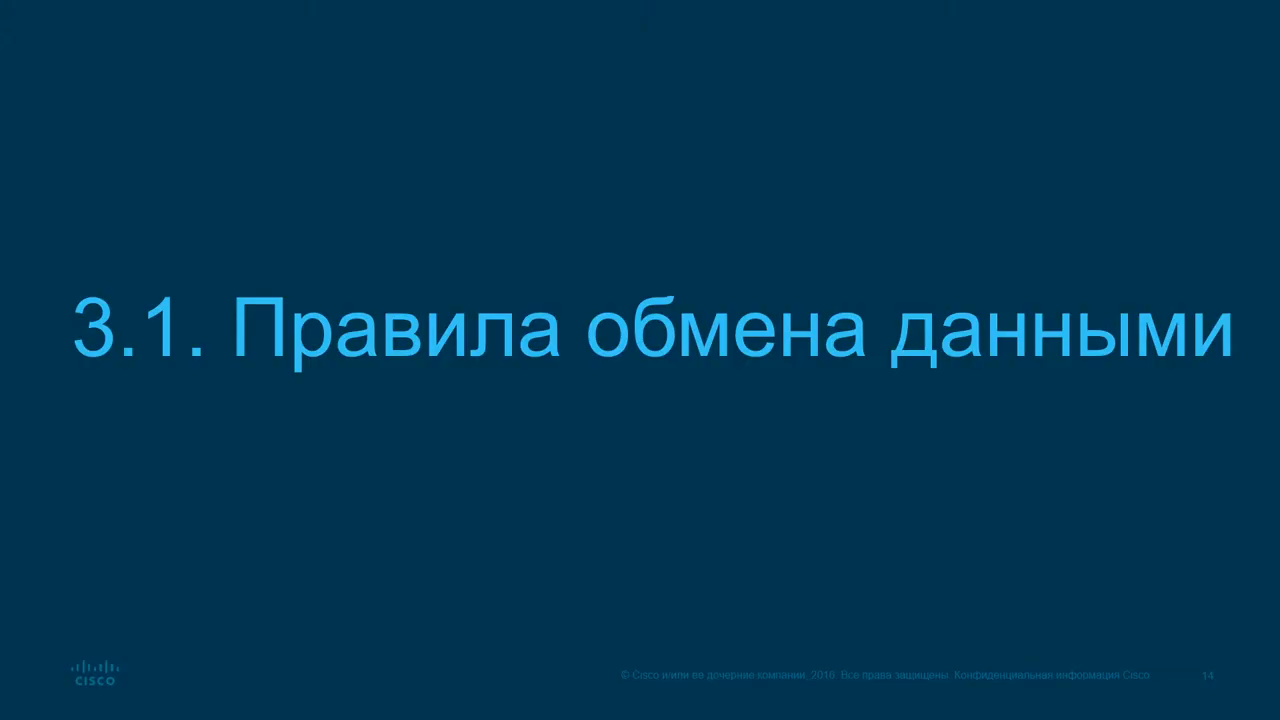 3.1. Правила обмена данными
CISCO
© Cisco и/или ее дочерние компании, 2016. Все права защищены. Конфиденциальная информация Cisco
14